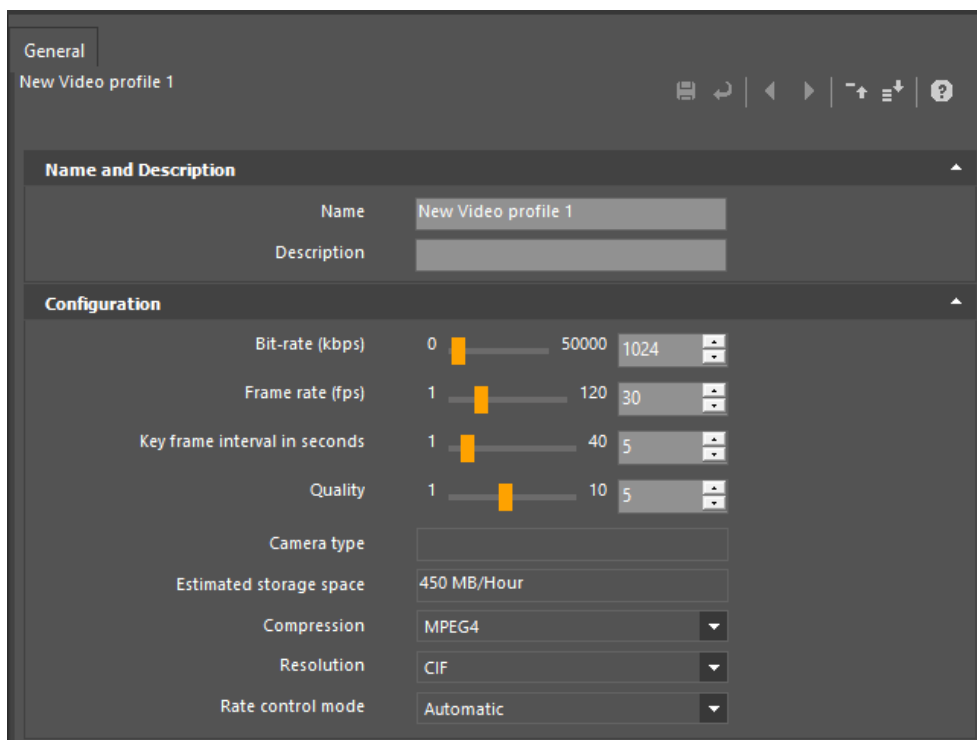 General
New Video profile 1
Name and Description
Name New Video profile 1
Description
Configuration
Bit-rate (kbps) 0 50000 1024
Frame rate (fps) 1 120 30
Key frame interval in seconds 1 40 5
Quality 1 10 5
Camera type
Estimated storage space 450 MB/Hour
Compression MPEG4
Resolution CIF
Rate control mode Automatic